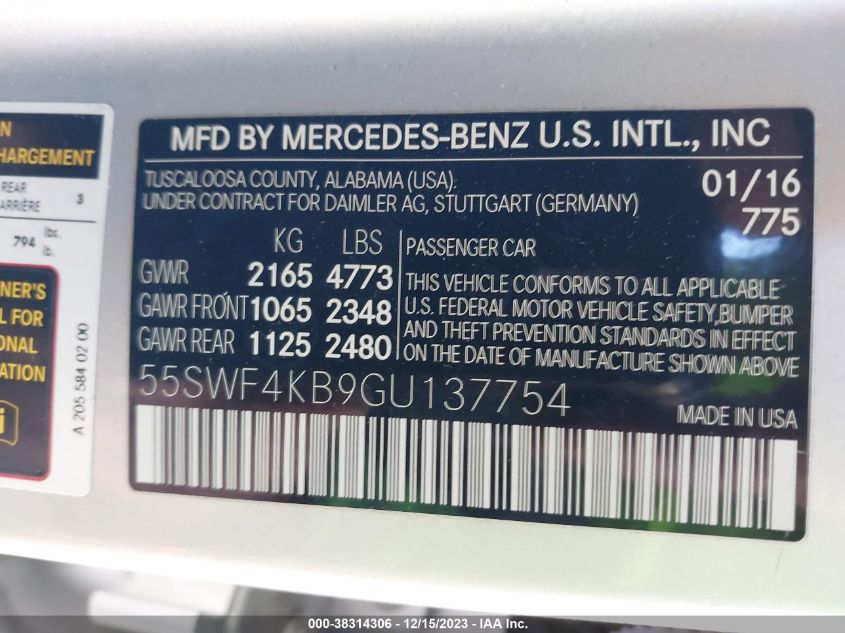 N
HARGEMENT
REAR
ARRIÈRE 3
794 lbs.
lb.
NER'S
L FOR
ONAL
ATION
i
A 205 584 02 00
MFD BY MERCEDES-BENZ U.S. INTL., INC
TUSCALOOSA COUNTY, ALABAMA (USA).
UNDER CONTRACT FOR DAIMLER AG, STUTTGART (GERMANY)
01/16
775
KG LBS
GVWR 2165 4773
GAWR FRONT 1065 2348
GAWR REAR 1125 2480
PASSENGER CAR
THIS VEHICLE CONFORMS TO ALL APPLICABLE
U.S. FEDERAL MOTOR VEHICLE SAFETY,BUMPER
AND THEFT PREVENTION STANDARDS IN EFFECT
ON THE DATE OF MANUFACTURE SHOWN ABOVE
55SWF4KB9GU137754
MADE IN USA
000-38314306 - 12/15/2023 - IAA Inc.